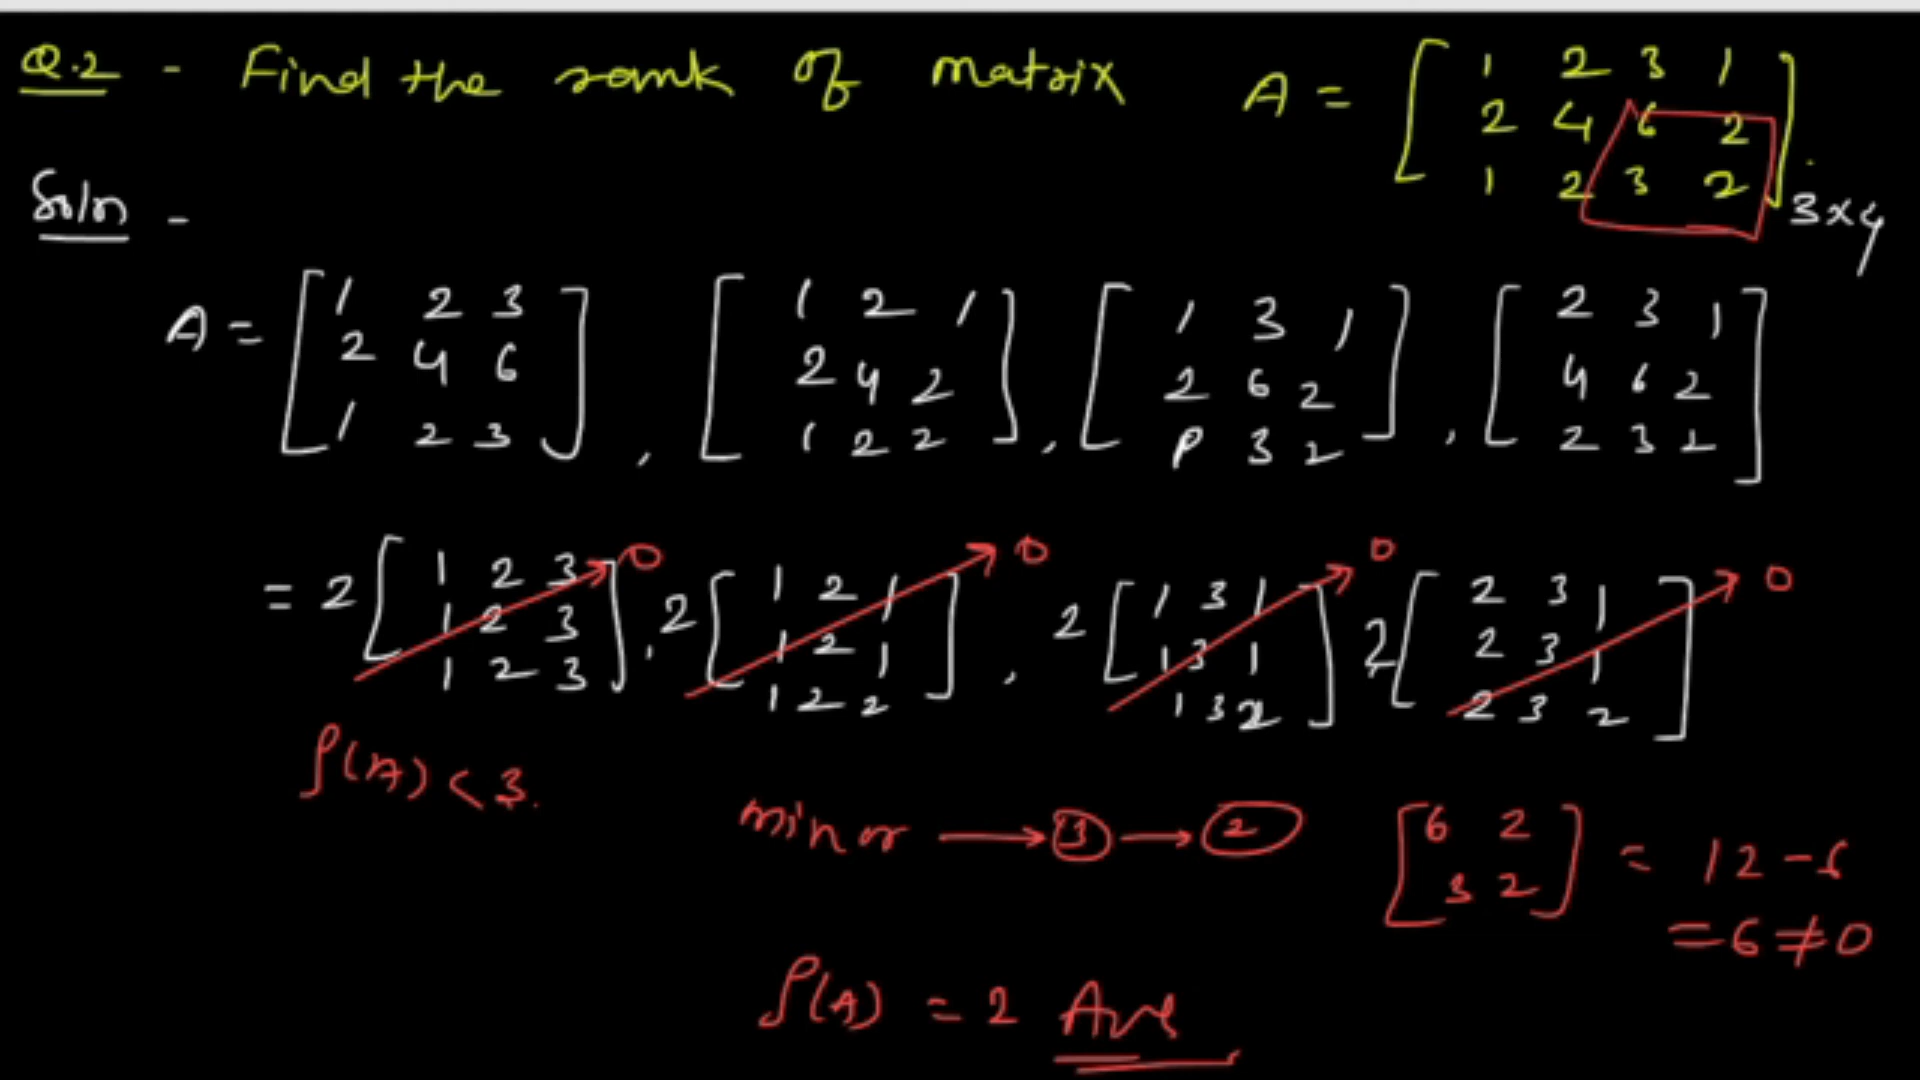 Q.2 - Find the rank of matrix A = [ 1 2 3 1
2 4 6 2
1 2 3 2 ] 3×4
Soln -
A = [ 1 2 3 ] , [ 1 2 1 ] , [ 1 3 1 ] , [ 2 3 1 ]
2 4 6 2 4 2 2 6 2 4 6 2
1 2 3 1 2 2 1 3 2 2 3 2
= 2 [ 1 2 3 ] 0 , 2 [ 1 2 1 ] 0 , 2 [ 1 3 1 ] 0 2 [ 2 3 1 ] 0
1 2 3 1 2 1 1 3 1 2 3 1
1 2 3 1 2 2 1 3 2 2 3 2
ρ(A) < 3.
minor → 3 → 2 [ 6 2
3 2 ] = 12 - 6
= 6 ≠ 0
ρ(A) = 2 Ans